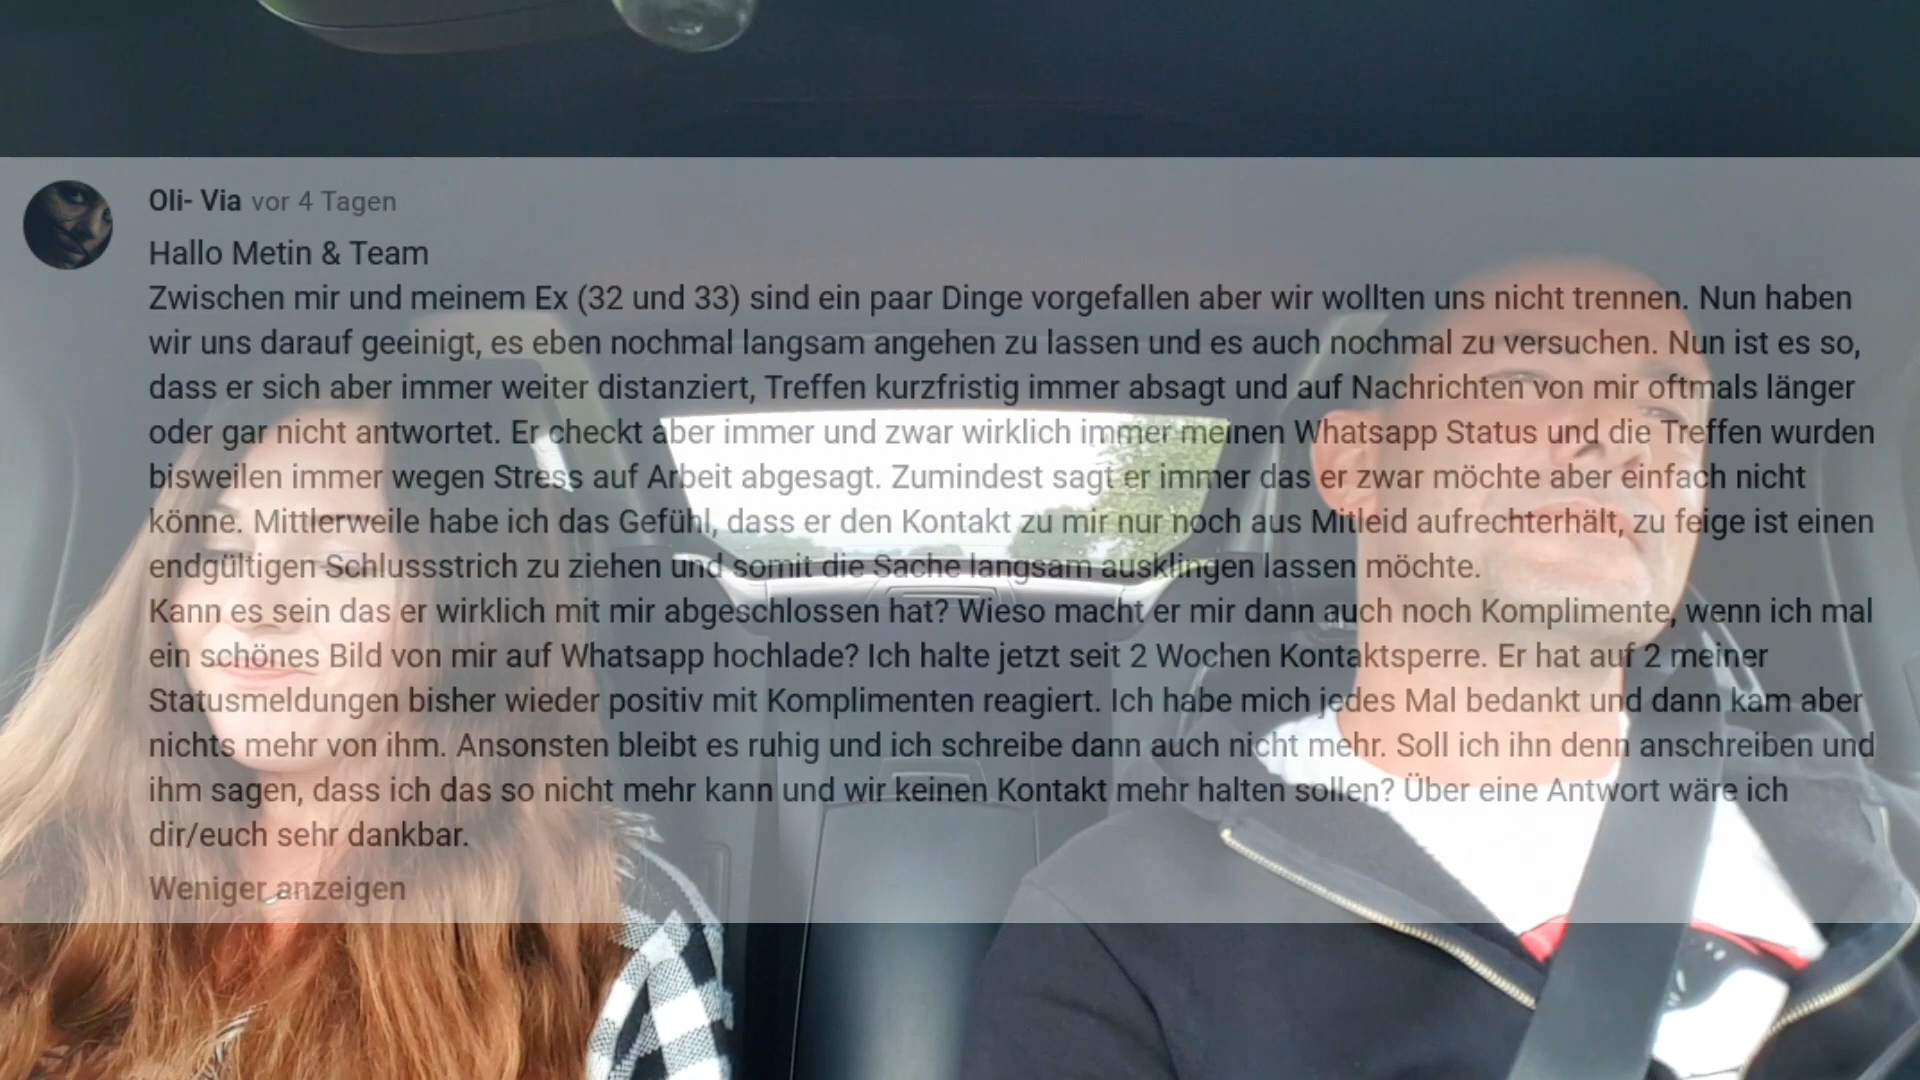 Oli- Via vor 4 Tagen
Hallo Metin & Team
Zwischen mir und meinem Ex (32 und 33) sind ein paar Dinge vorgefallen aber wir wollten uns nicht trennen. Nun haben
wir uns darauf geeinigt, es eben nochmal langsam angehen zu lassen und es auch nochmal zu versuchen. Nun ist es so,
dass er sich aber immer weiter distanziert, Treffen kurzfristig immer absagt und auf Nachrichten von mir oftmals länger
oder gar nicht antwortet. Er checkt aber immer und zwar wirklich immer meinen Whatsapp Status und die Treffen wurden
bisweilen immer wegen Stress auf Arbeit abgesagt. Zumindest sagt er immer das er zwar möchte aber einfach nicht
könne. Mittlerweile habe ich das Gefühl, dass er den Kontakt zu mir nur noch aus Mitleid aufrechterhält, zu feige ist einen
endgültigen Schlussstrich zu ziehen und somit die Sache langsam ausklingen lassen möchte.
Kann es sein das er wirklich mit mir abgeschlossen hat? Wieso macht er mir dann auch noch Komplimente, wenn ich mal
ein schönes Bild von mir auf Whatsapp hochlade? Ich halte jetzt seit 2 Wochen Kontaktsperre. Er hat auf 2 meiner
Statusmeldungen bisher wieder positiv mit Komplimenten reagiert. Ich habe mich jedes Mal bedankt und dann kam aber
nichts mehr von ihm. Ansonsten bleibt es ruhig und ich schreibe dann auch nicht mehr. Soll ich ihn denn anschreiben und
ihm sagen, dass ich das so nicht mehr kann und wir keinen Kontakt mehr halten sollen? Über eine Antwort wäre ich
dir/euch sehr dankbar.
Weniger anzeigen